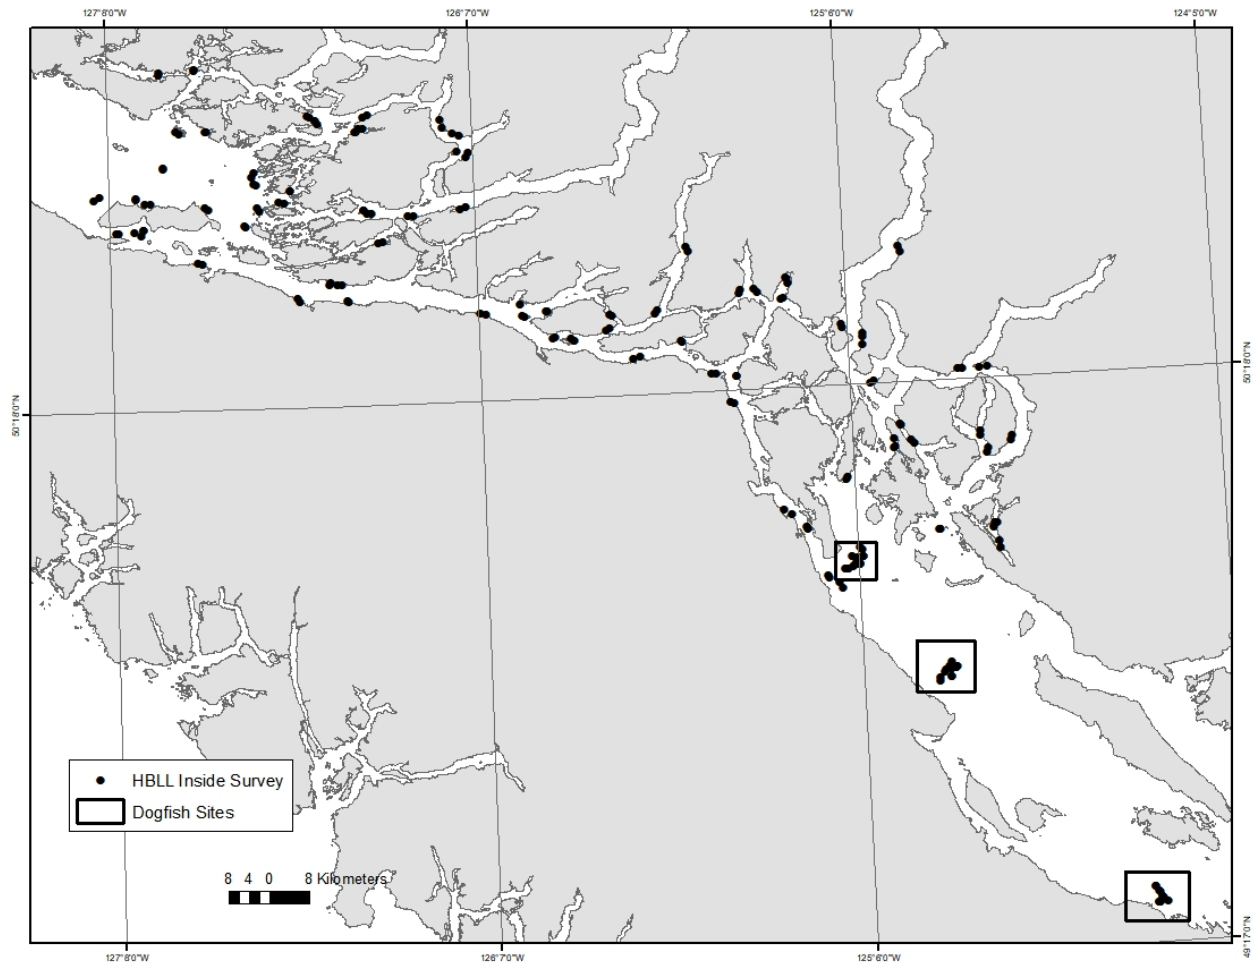 127°8'0"W 126°7'0"W 125°6'0"W 124°5'0"W
50°18'0"N
50°18'0"N
HBLL Inside Survey
Dogfish Sites
8 4 0 8 Kilometers
49°17'0"N
127°8'0"W 126°7'0"W 125°6'0"W